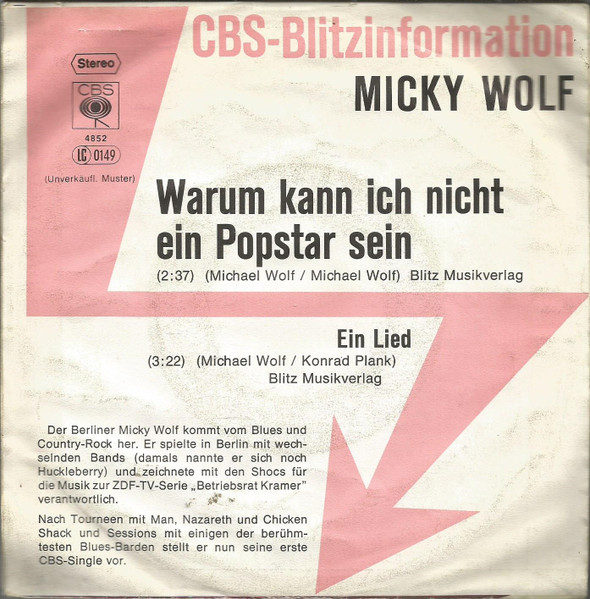 CBS-Blitzinformation
MICKY WOLF
Stereo
CBS
4852
LC 0149
(Unverkäufl. Muster)
Warum kann ich nicht
ein Popstar sein
(2:37) (Michael Wolf / Michael Wolf) Blitz Musikverlag
Ein Lied
(3:22) (Michael Wolf / Konrad Plank)
Blitz Musikverlag
Der Berliner Micky Wolf kommt vom Blues und
Country-Rock her. Er spielte in Berlin mit wech-
selnden Bands (damals nannte er sich noch
Huckleberry) und zeichnete mit den Shocs für
die Musik zur ZDF-TV-Serie „Betriebsrat Kramer"
verantwortlich.
Nach Tourneen mit Man, Nazareth und Chicken
Shack und Sessions mit einigen der berühm-
testen Blues-Barden stellt er nun seine erste
CBS-Single vor.